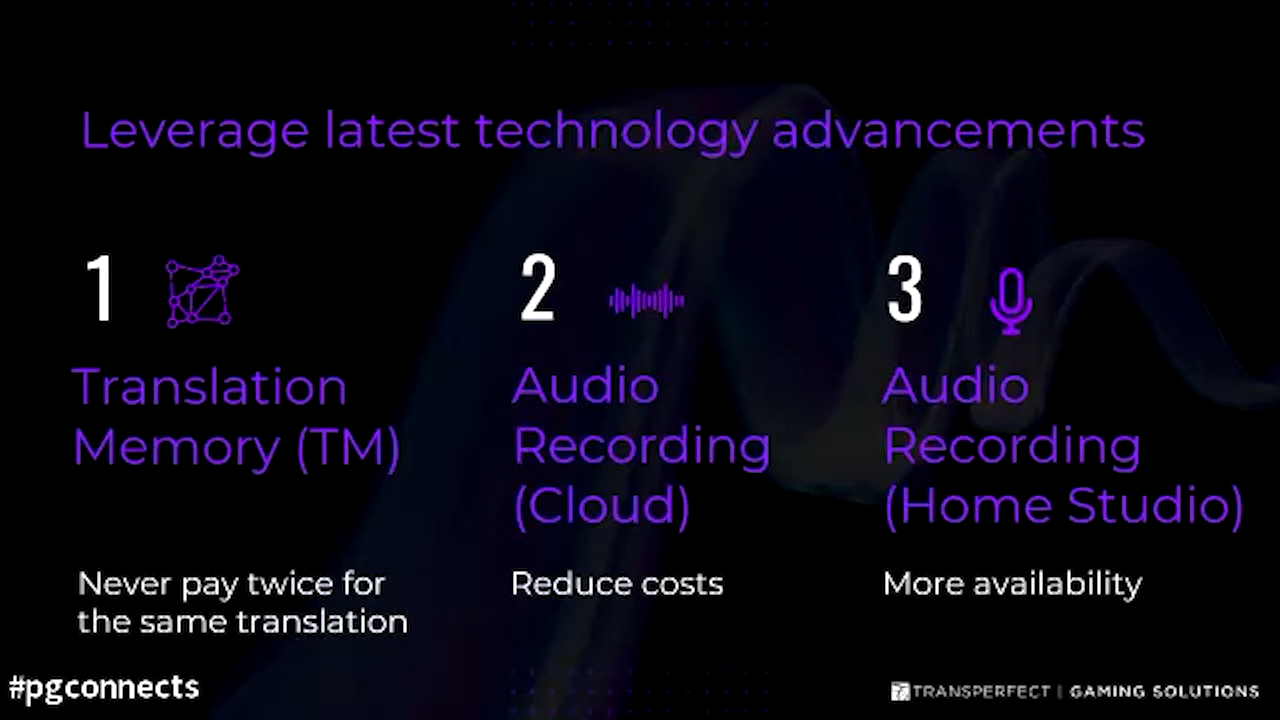 Leverage latest technology advancements
1
Translation
Memory (TM)
Never pay twice for
the same translation
2
Audio
Recording
(Cloud)
Reduce costs
3
Audio
Recording
(Home Studio)
More availability
#pgconnects
TRANSPERFECT | GAMING SOLUTIONS